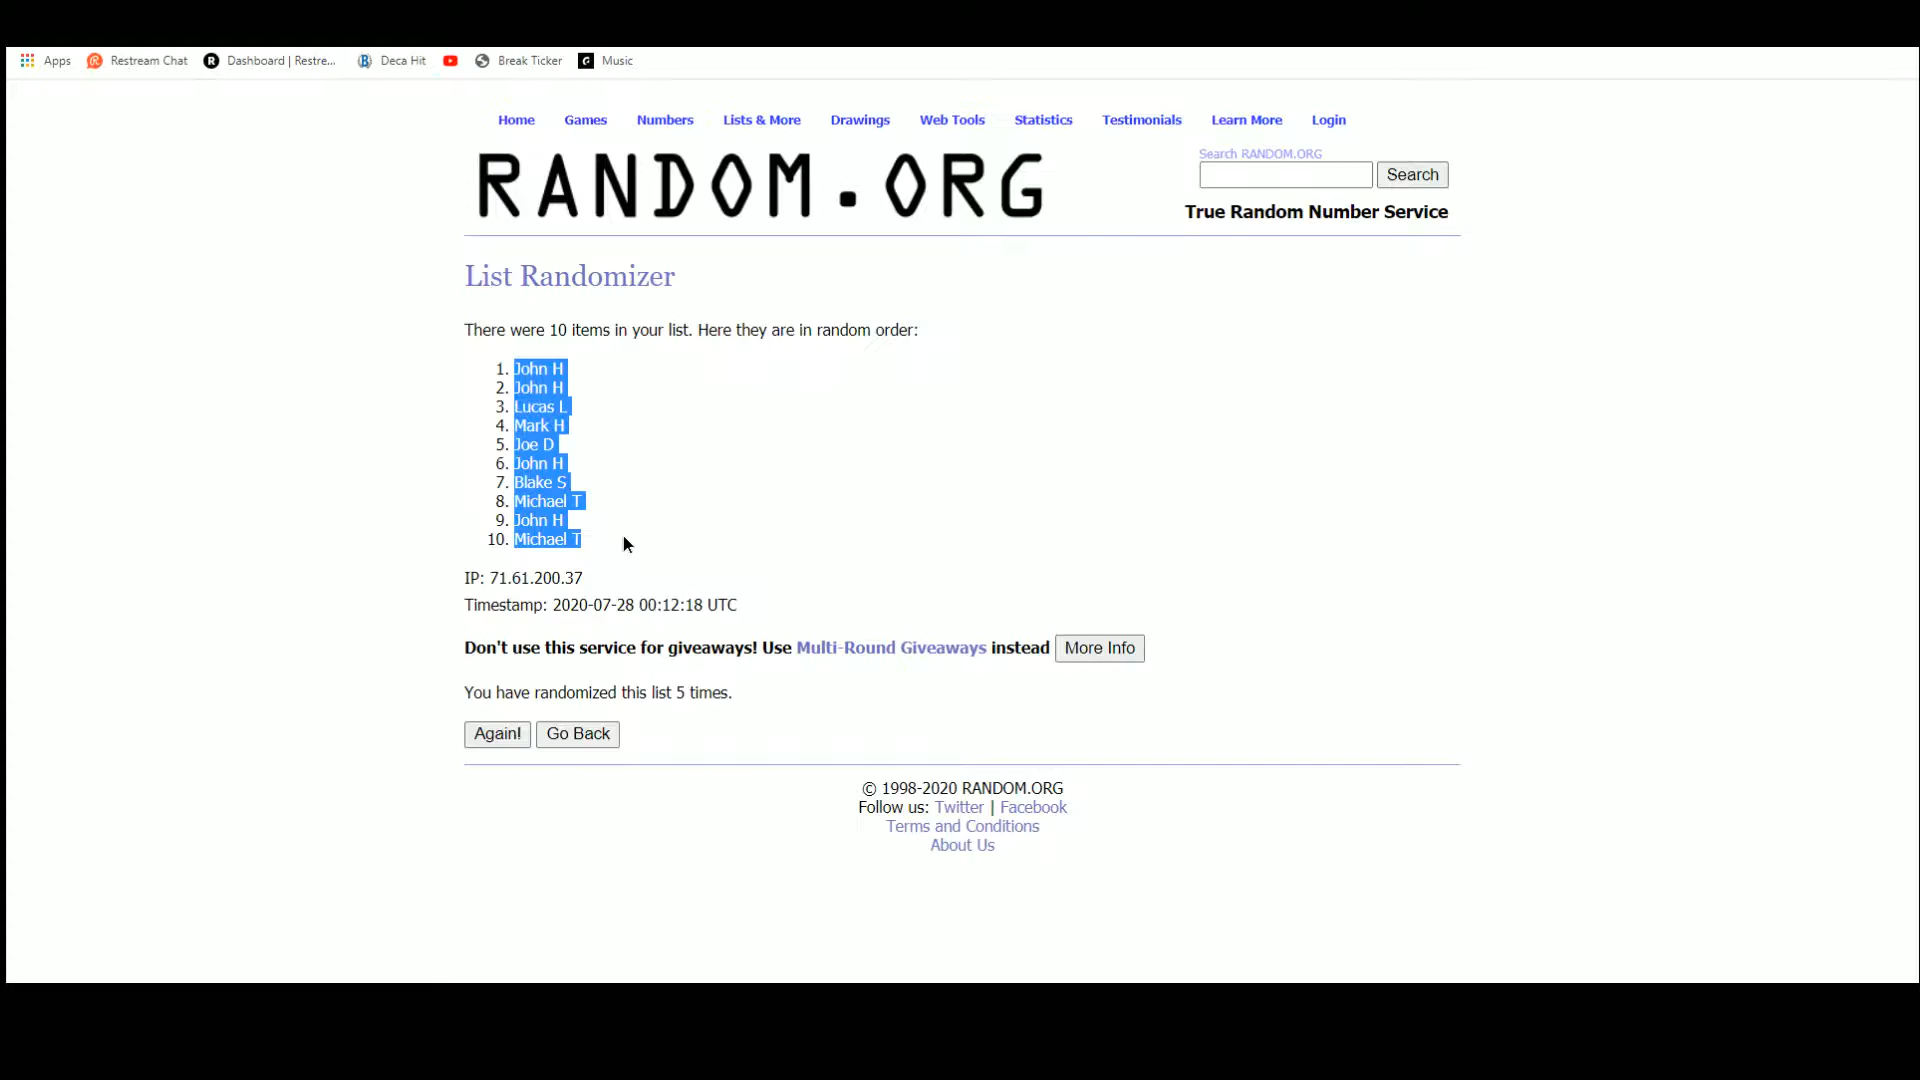 Apps Restream Chat Dashboard | Restre... Deca Hit Break Ticker Music
Home Games Numbers Lists & More Drawings Web Tools Statistics Testimonials Learn More Login
RANDOM.ORG
Search RANDOM.ORG
Search
True Random Number Service
List Randomizer
There were 10 items in your list. Here they are in random order:
1. John H
2. John H
3. Lucas L
4. Mark H
5. Joe D
6. John H
7. Blake S
8. Michael T
9. John H
10. Michael T
IP: 71.61.200.37
Timestamp: 2020-07-28 00:12:18 UTC
Don't use this service for giveaways! Use Multi-Round Giveaways instead More Info
You have randomized this list 5 times.
Again! Go Back
© 1998-2020 RANDOM.ORG
Follow us: Twitter | Facebook
Terms and Conditions
About Us